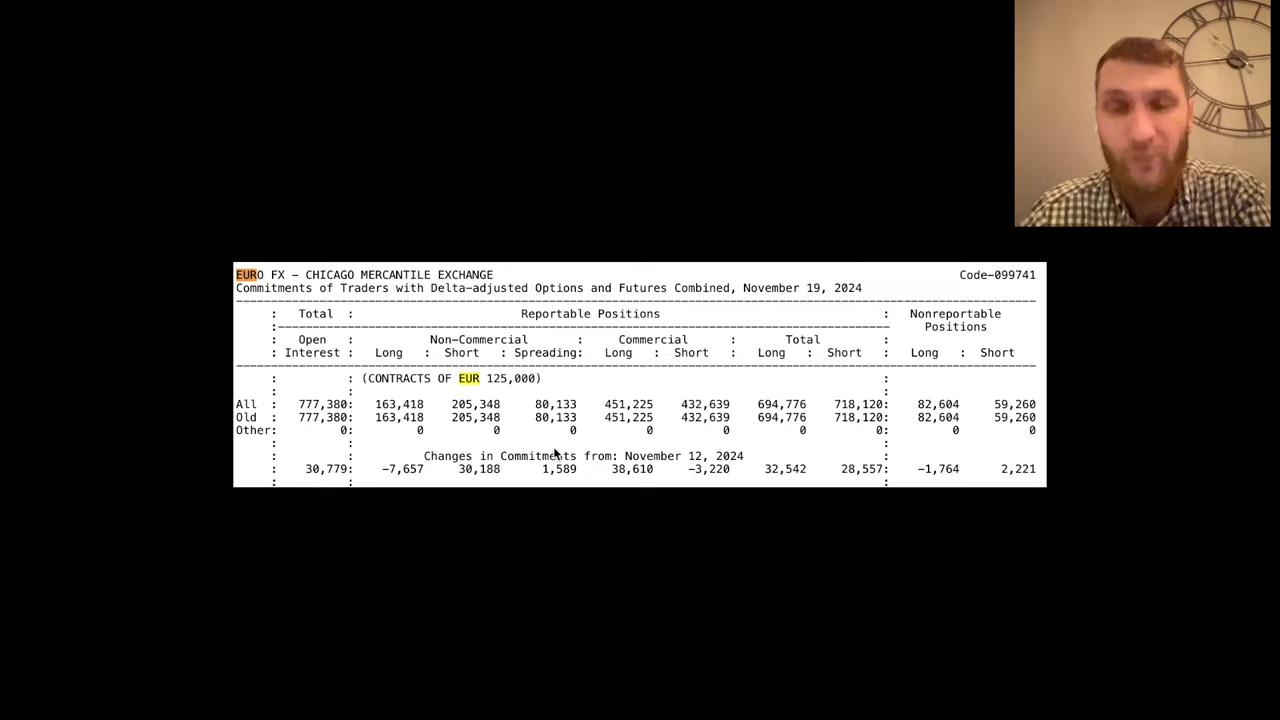 EURO FX - CHICAGO MERCANTILE EXCHANGE Code-099741
Commitments of Traders with Delta-adjusted Options and Futures Combined, November 19, 2024
: Total : Reportable Positions : Nonreportable
Positions
: Open : Non-Commercial : Commercial : Total :
: Interest : Long : Short : Spreading: Long : Short : Long : Short : Long : Short
: : (CONTRACTS OF EUR 125,000) :
All : 777,380: 163,418 205,348 80,133 451,225 432,639 694,776 718,120: 82,604 59,260
Old : 777,380: 163,418 205,348 80,133 451,225 432,639 694,776 718,120: 82,604 59,260
Other: 0: 0 0 0 0 0 0 0: 0 0
: : Changes in Commitments from: November 12, 2024 :
: 30,779: -7,657 30,188 1,589 38,610 -3,220 32,542 28,557: -1,764 2,221